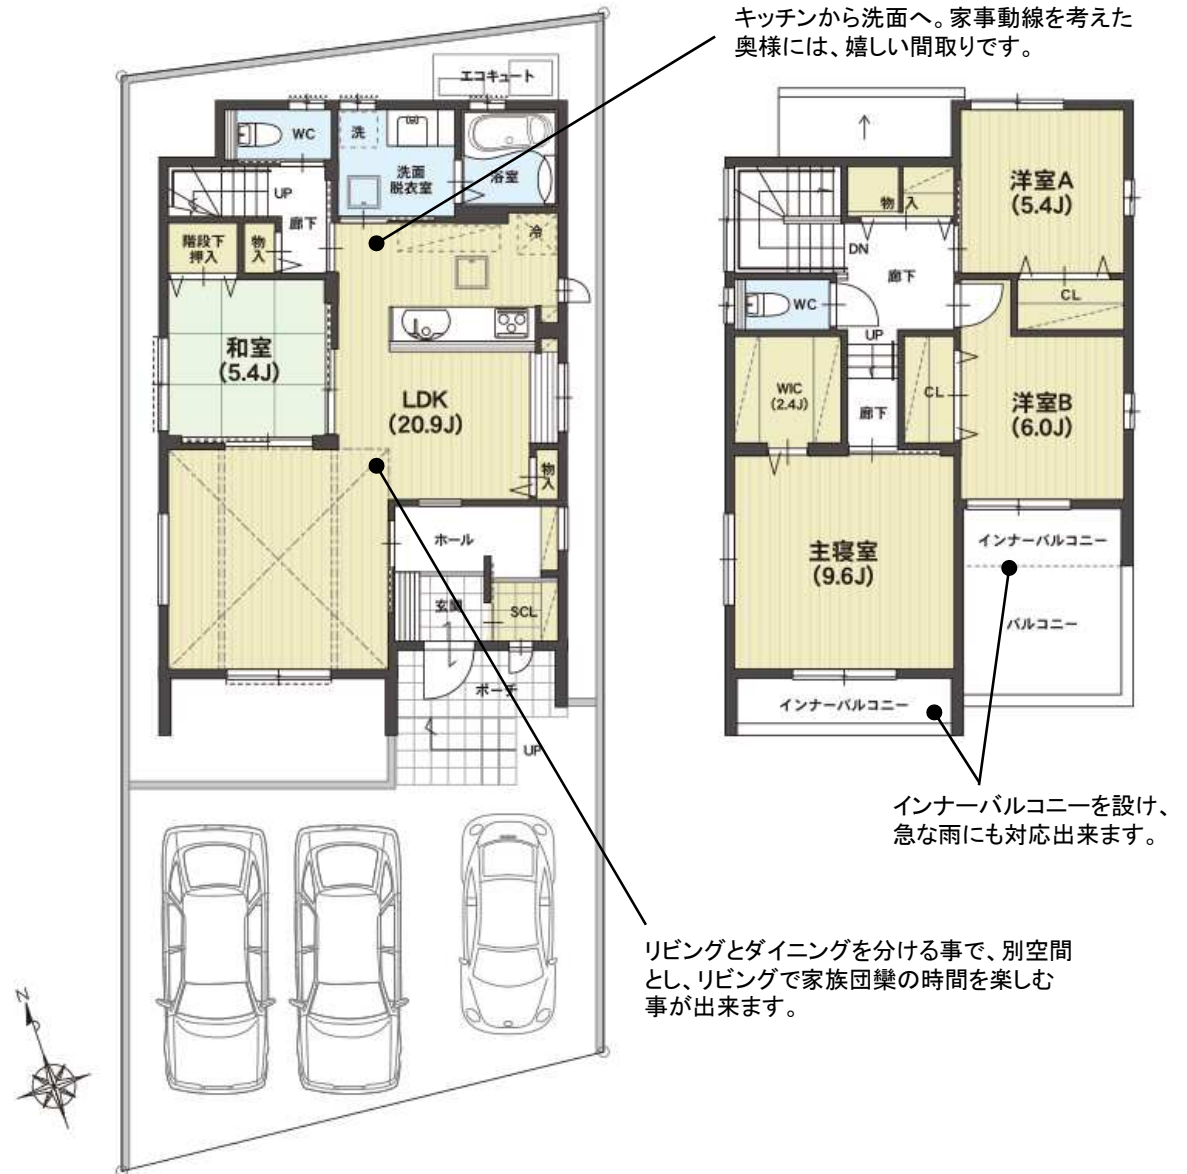 キッチンから洗面へ。家事動線を考えた
奥様には、嬉しい間取りです。
エコキュート
WC
洗
洗面
脱衣室
浴室
UP
廊下
階段下
押入
物
入
冷
和室
(5.4J)
LDK
(20.9J)
物
入
ホール
玄関
SCL
ポーチ
UP
物
入
洋室A
(5.4J)
DN
廊下
WC
CL
UP
WIC
(2.4J)
廊下
CL
洋室B
(6.0J)
主寝室
(9.6J)
インナーバルコニー
バルコニー
インナーバルコニー
インナーバルコニーを設け、
急な雨にも対応出来ます。
リビングとダイニングを分ける事で、別空間
とし、リビングで家族団欒の時間を楽しむ
事が出来ます。
N